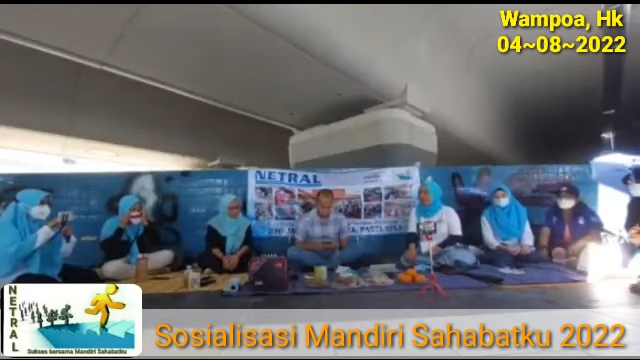 Wampoa, Hk
04~08~2022
NETRAL
NETRAL
Sukses bersama Mandiri Sahabatku
Sosialisasi Mandiri Sahabatku 2022